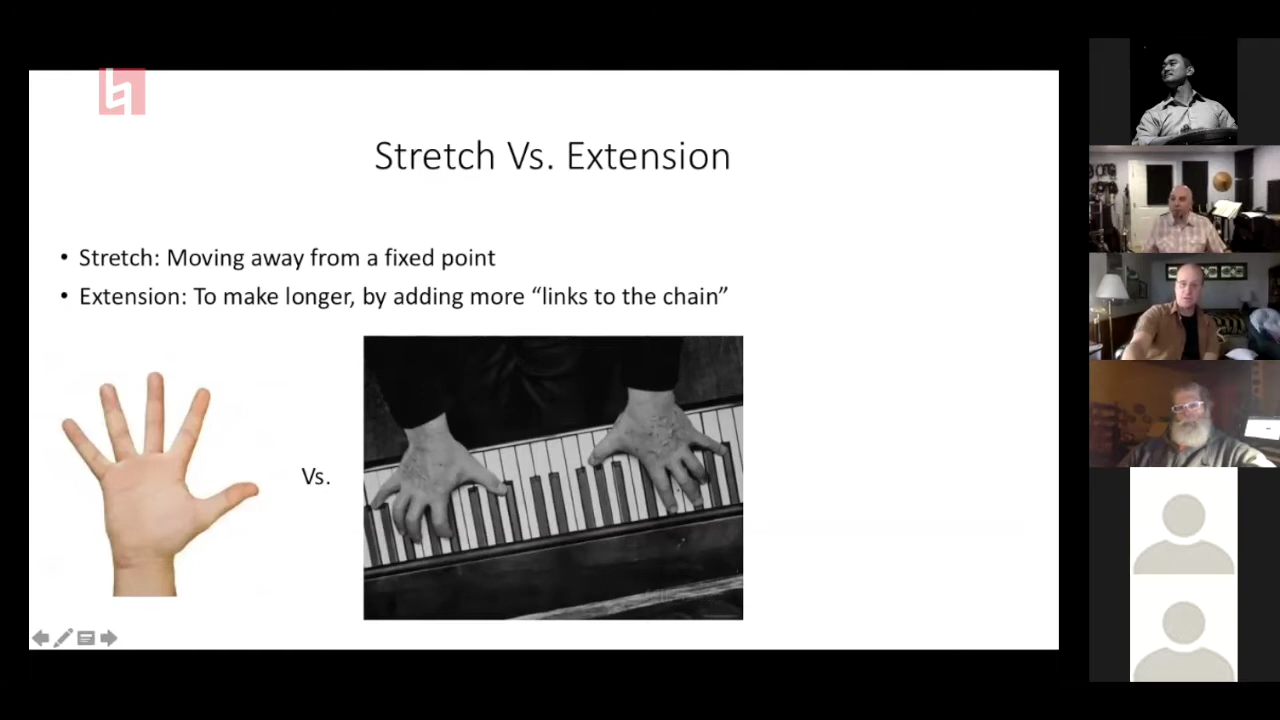 Stretch Vs. Extension
• Stretch: Moving away from a fixed point
• Extension: To make longer, by adding more “links to the chain”
Vs.